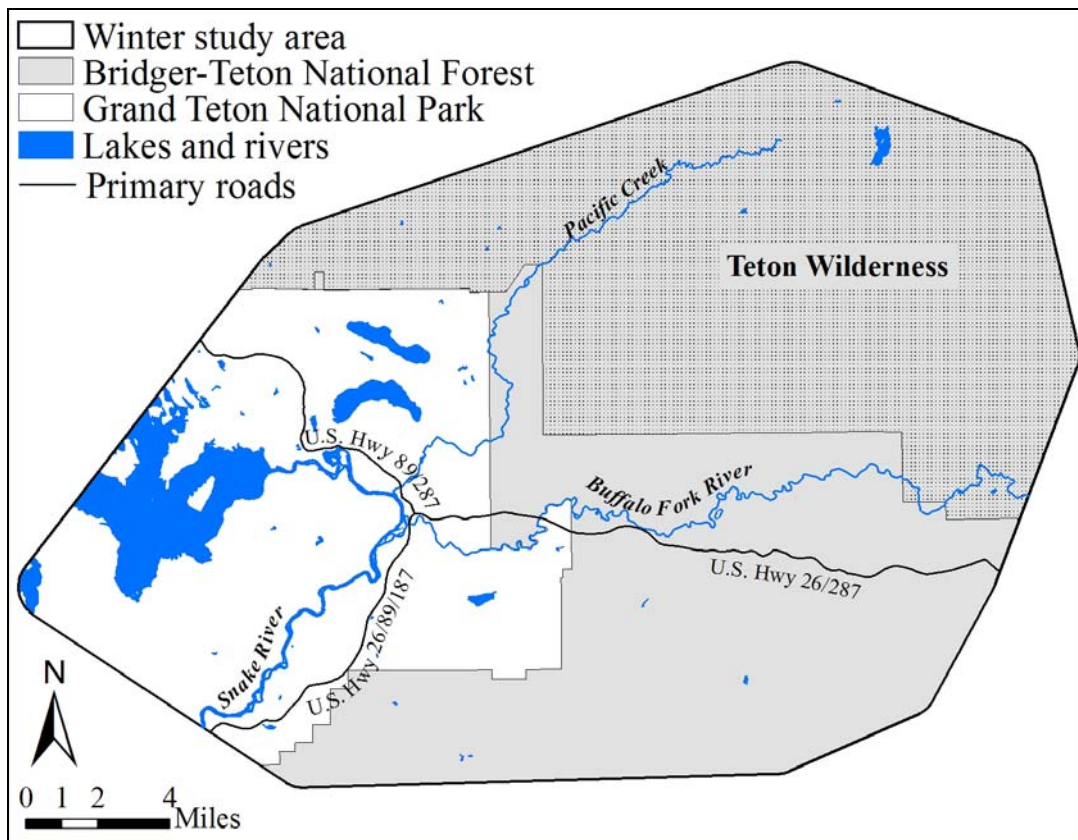 Winter study area
Bridger-Teton National Forest
Grand Teton National Park
Lakes and rivers
Primary roads
Pacific Creek
Teton Wilderness
U.S. Hwy 89/287
Buffalo Fork River
U.S. Hwy 26/287
Snake River
U.S. Hwy 26/89/187
N
0 1 2 4
Miles